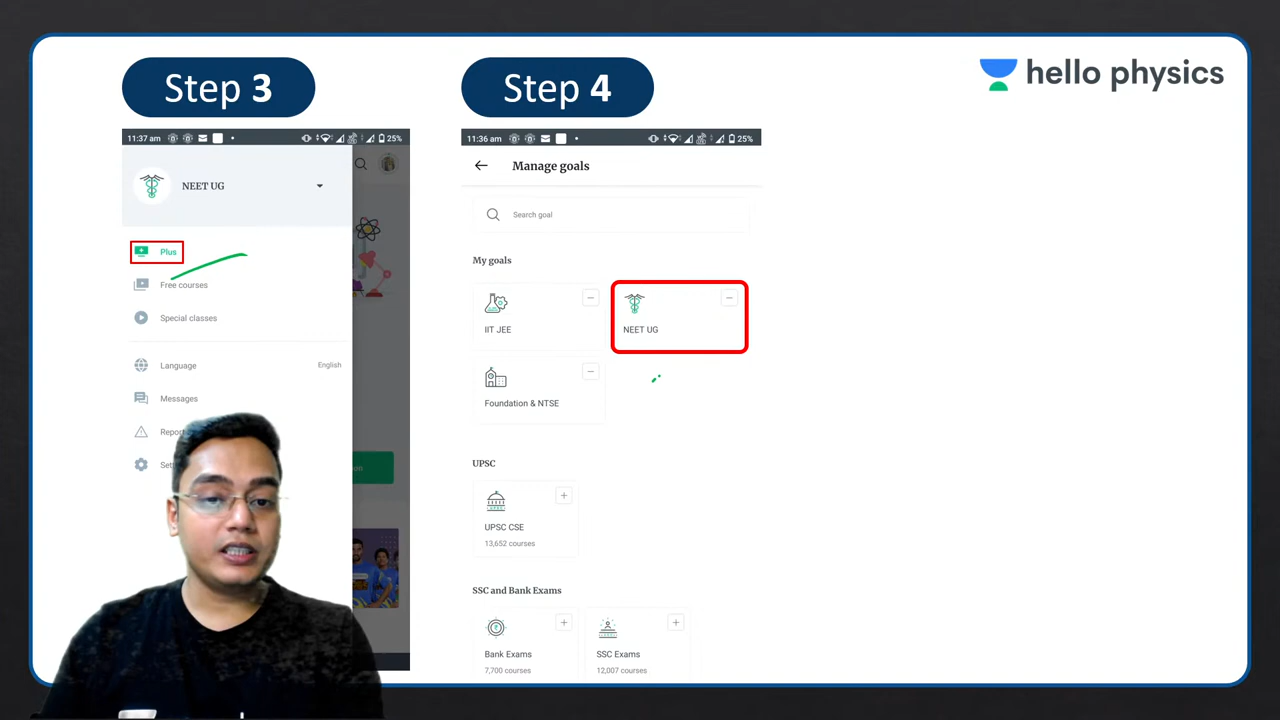 Step 3
Step 4
hello physics
11:37 am
25%
NEET UG
Plus
Free courses
Special classes
Language
English
Messages
Report
11:36 am
25%
Manage goals
Search goal
My goals
IIT JEE
NEET UG
Foundation & NTSE
UPSC
UPSC CSE
13,652 courses
SSC and Bank Exams
Bank Exams
SSC Exams
7,700 courses
12,007 courses